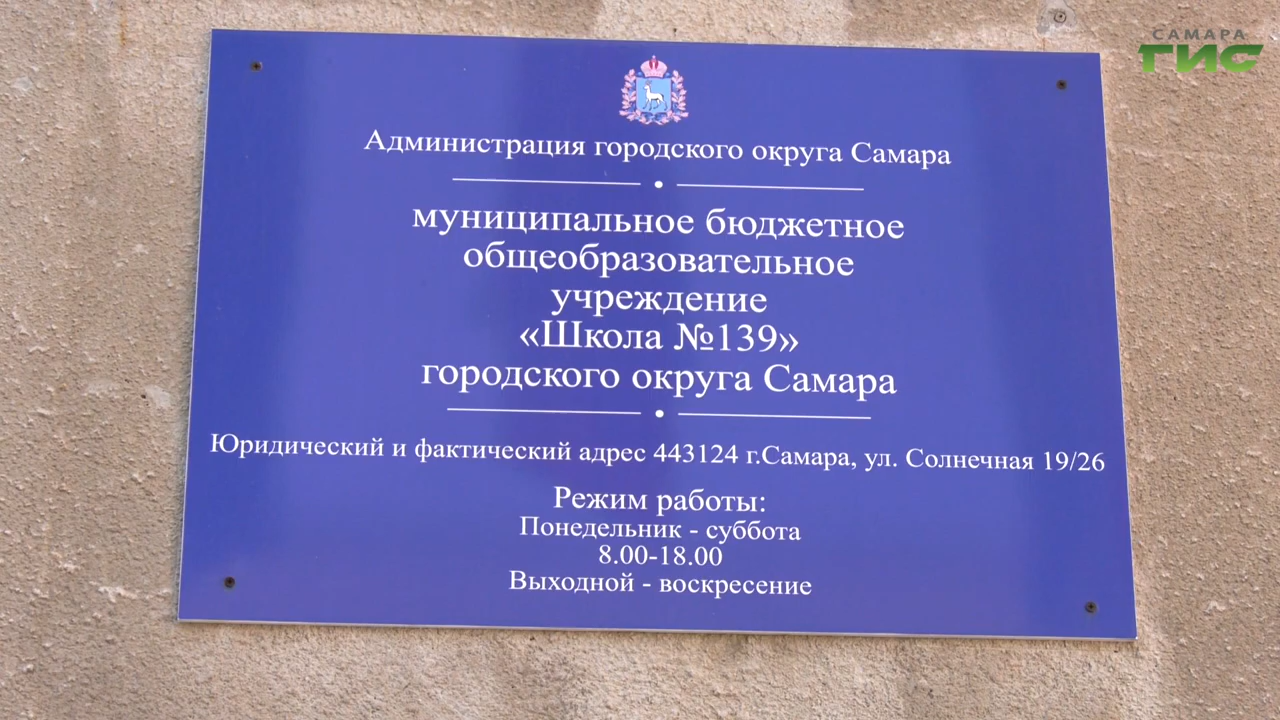 САМАРА
ГИС
Администрация городского округа Самара
муниципальное бюджетное
общеобразовательное
учреждение
«Школа №139»
городского округа Самара
Юридический и фактический адрес 443124 г.Самара, ул. Солнечная 19/26
Режим работы:
Понедельник - суббота
8.00-18.00
Выходной - воскресение